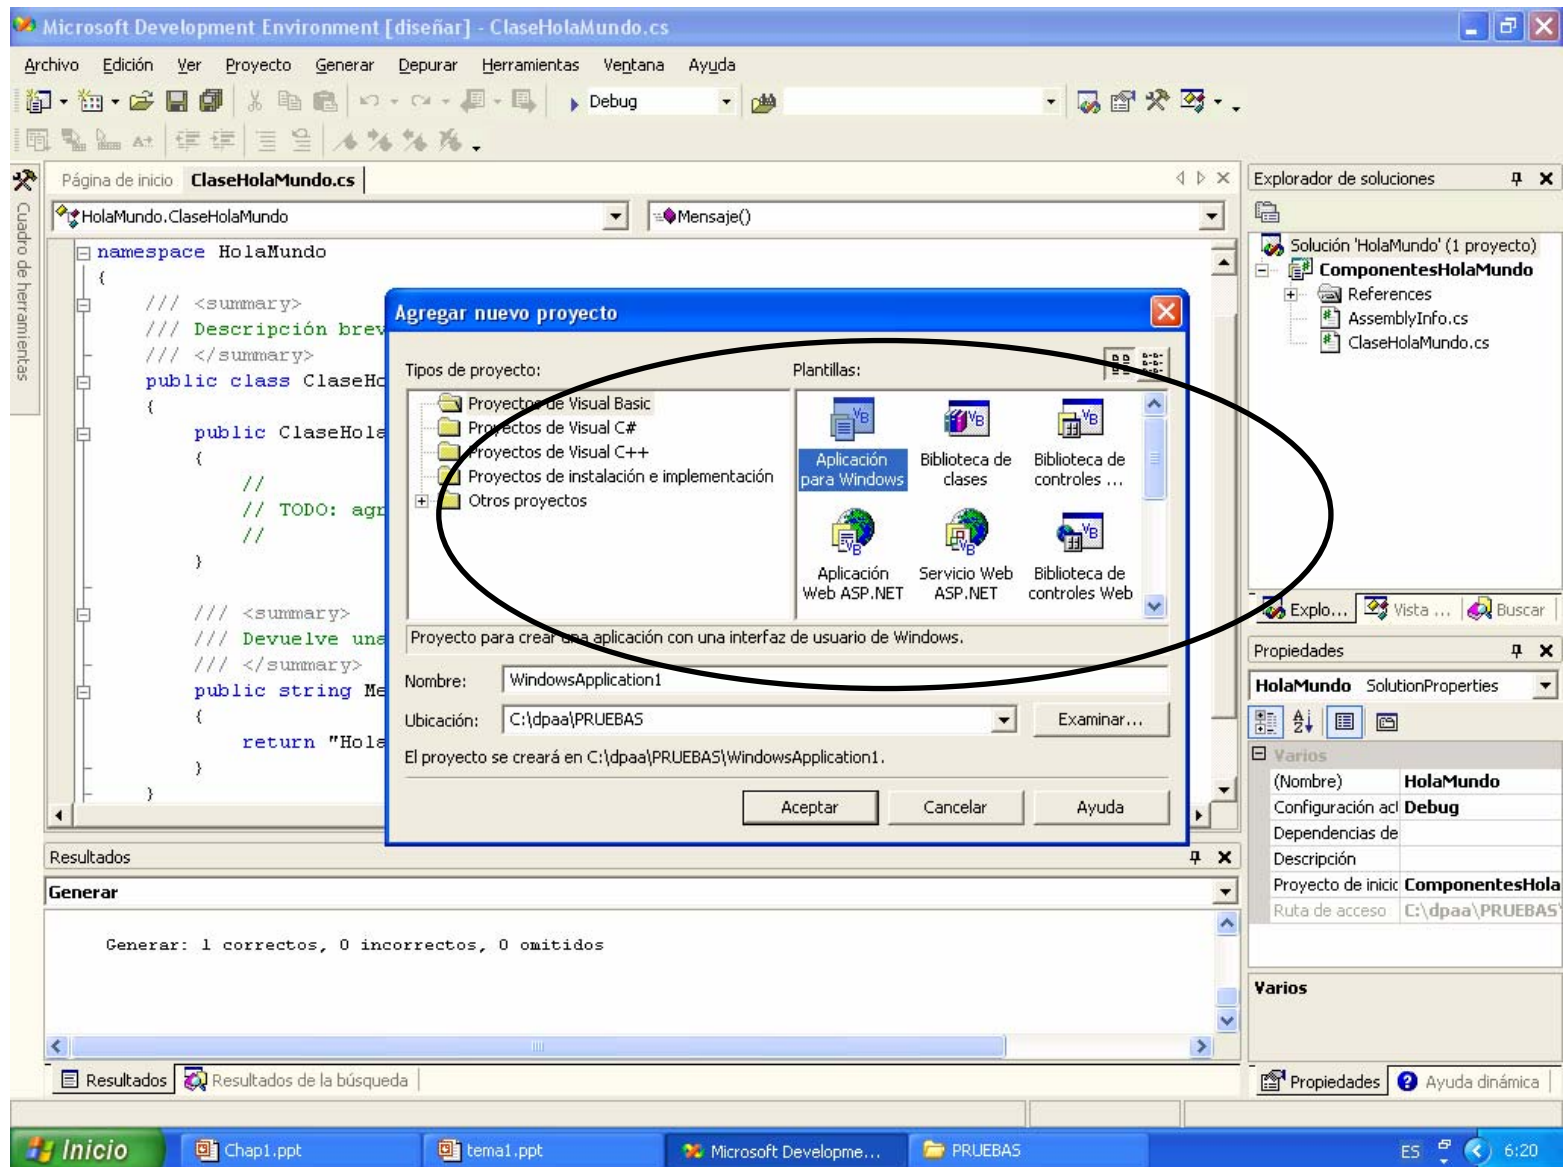 Microsoft Development Environment [diseñar] - ClaseHolaMundo.cs
Archivo Edición Ver Proyecto Generar Depurar Herramientas Ventana Ayuda
Debug
Página de inicio ClaseHolaMundo.cs
Cuadro de herramientas
HolaMundo.ClaseHolaMundo Mensaje()
namespace HolaMundo
{
/// <summary>
/// Descripción brev
/// </summary>
public class ClaseHo
{
public ClaseHola
{
//
// TODO: agr
//
}
/// <summary>
/// Devuelve una
/// </summary>
public string Me
{
return "Hola
}
}
Agregar nuevo proyecto
Tipos de proyecto:
Proyectos de Visual Basic
Proyectos de Visual C#
Proyectos de Visual C++
Proyectos de instalación e implementación
Otros proyectos
Plantillas:
Aplicación para Windows
Biblioteca de clases
Biblioteca de controles ...
Aplicación Web ASP.NET
Servicio Web ASP.NET
Biblioteca de controles Web
Proyecto para crear una aplicación con una interfaz de usuario de Windows.
Nombre: WindowsApplication1
Ubicación: C:\dpaa\PRUEBAS Examinar...
El proyecto se creará en C:\dpaa\PRUEBAS\WindowsApplication1.
Aceptar Cancelar Ayuda
Explorador de soluciones
Solución 'HolaMundo' (1 proyecto)
ComponentesHolaMundo
References
AssemblyInfo.cs
ClaseHolaMundo.cs
Explo... Vista ... Buscar
Propiedades
HolaMundo SolutionProperties
Varios
(Nombre) HolaMundo
Configuración act Debug
Dependencias de
Descripción
Proyecto de inicio ComponentesHola
Ruta de acceso C:\dpaa\PRUEBAS\
Varios
Propiedades Ayuda dinámica
Resultados
Generar
Generar: 1 correctos, 0 incorrectos, 0 omitidos
Resultados Resultados de la búsqueda
Inicio Chap1.ppt tema1.ppt Microsoft Developme... PRUEBAS ES 6:20